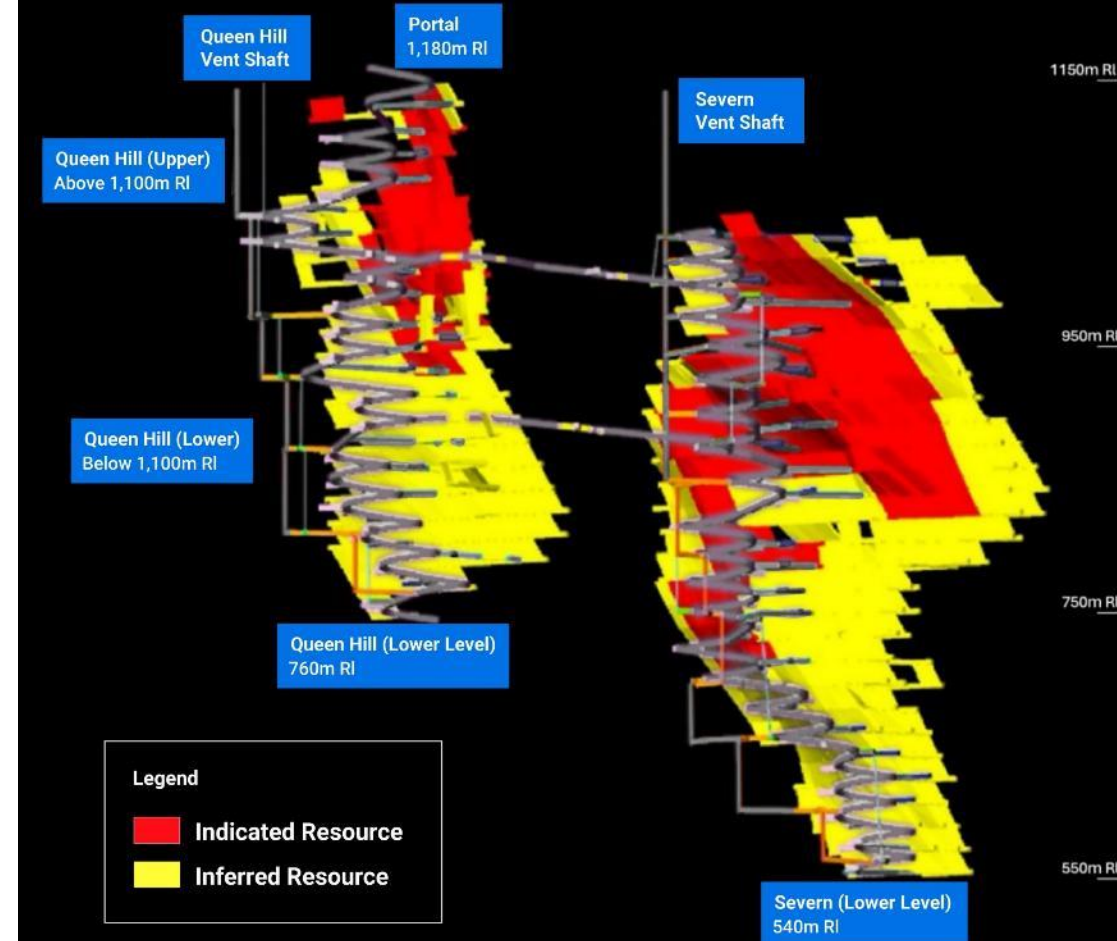 Queen Hill
Vent Shaft
Portal
1,180m Rl
1150m Rl
Severn
Vent Shaft
Queen Hill (Upper)
Above 1,100m Rl
950m Rl
Queen Hill (Lower)
Below 1,100m Rl
750m Rl
Queen Hill (Lower Level)
760m Rl
Legend
Indicated Resource
Inferred Resource
550m Rl
Severn (Lower Level)
540m Rl